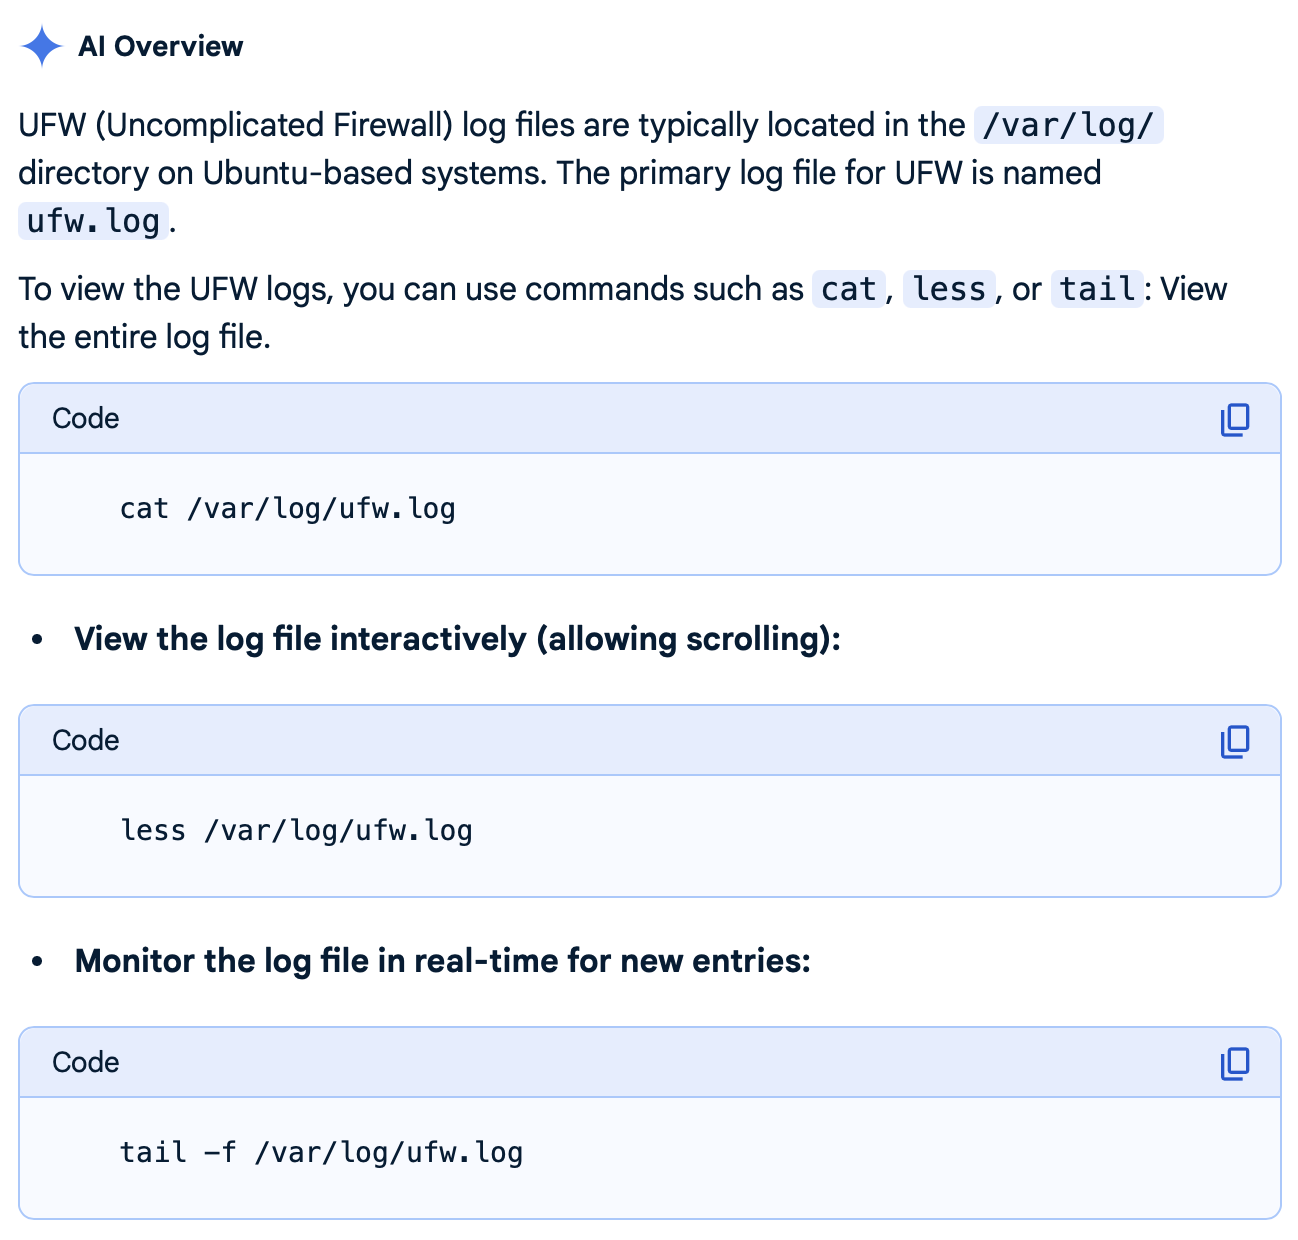 AI Overview
UFW (Uncomplicated Firewall) log files are typically located in the /var/log/
directory on Ubuntu-based systems. The primary log file for UFW is named
ufw.log.
To view the UFW logs, you can use commands such as cat, less, or tail: View
the entire log file.
Code
cat /var/log/ufw.log
• View the log file interactively (allowing scrolling):
Code
less /var/log/ufw.log
• Monitor the log file in real-time for new entries:
Code
tail -f /var/log/ufw.log